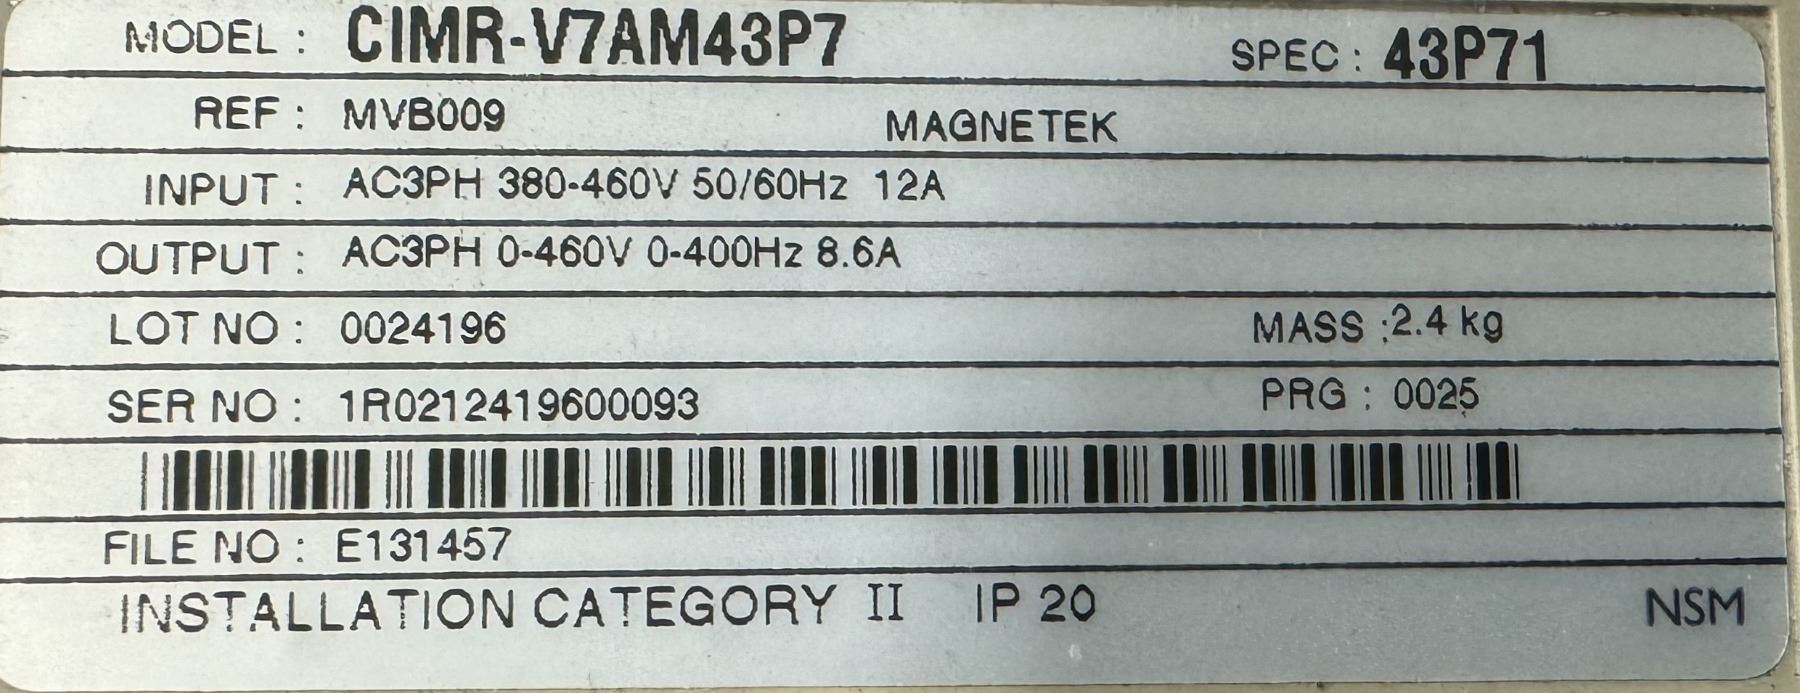 MODEL : CIMR-V7AM43P7 SPEC : 43P71
REF : MVB009 MAGNETEK
INPUT : AC3PH 380-460V 50/60Hz 12A
OUTPUT : AC3PH 0-460V 0-400Hz 8.6A
LOT NO : 0024196 MASS : 2.4 kg
SER NO : 1R0212419600093 PRG : 0025
FILE NO : E131457
INSTALLATION CATEGORY II IP 20 NSM